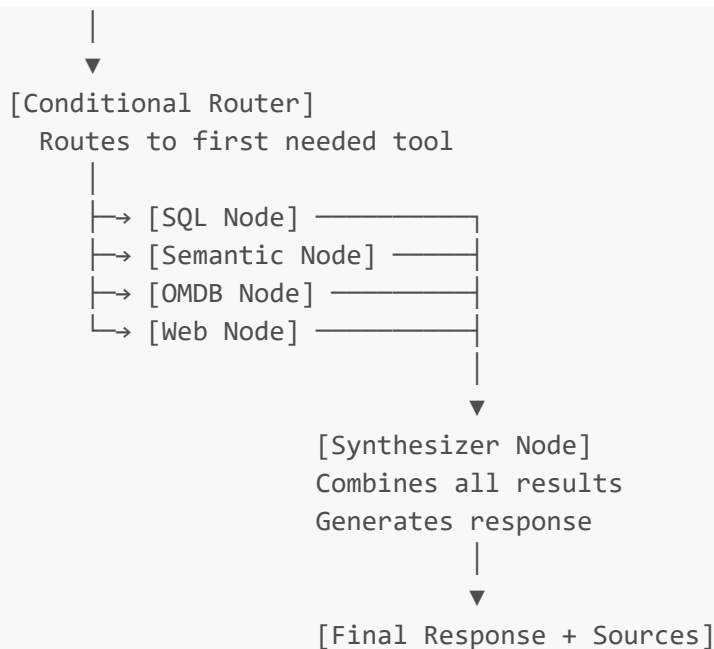 [Conditional Router]
Routes to first needed tool
[SQL Node]
[Semantic Node]
[OMDB Node]
[Web Node]
[Synthesizer Node]
Combines all results
Generates response
[Final Response + Sources]